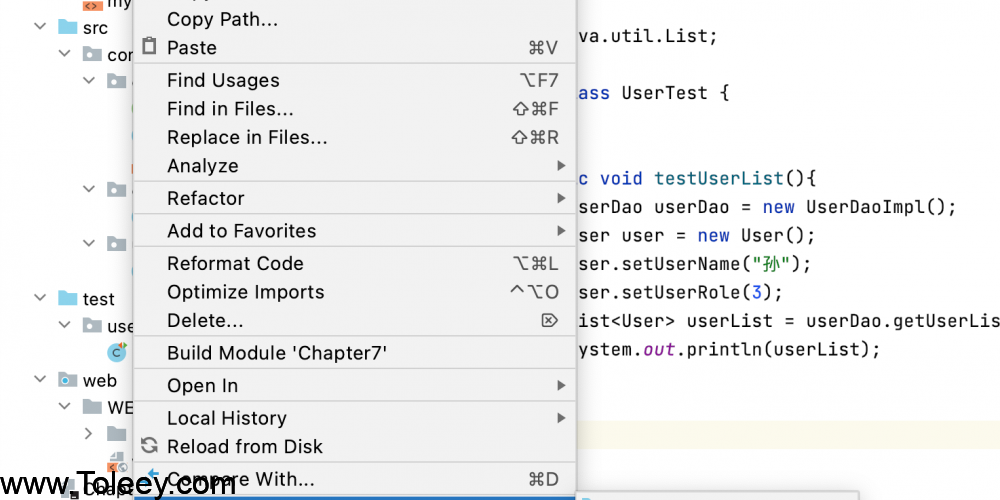 my
Copy Path...
src
Paste ⌘V
va.util.List;
con
Find Usages ⌥F7
ass UserTest {
Find in Files... ⇧⌘F
Replace in Files... ⇧⌘R
Analyze
c void testUserList(){
Refactor
serDao userDao = new UserDaoImpl();
Add to Favorites
ser user = new User();
Reformat Code ⌥⌘L
ser.setUserName("孙");
Optimize Imports ^⌥O
test
ser.setUserRole(3);
Delete... ⌦
use
ist<User> userList = userDao.getUserLis
Build Module 'Chapter7'
ystem.out.println(userList);
web
Open In
WE
Local History
Reload from Disk
Compare With... ⌘D
www.Toleey.com
Chapt